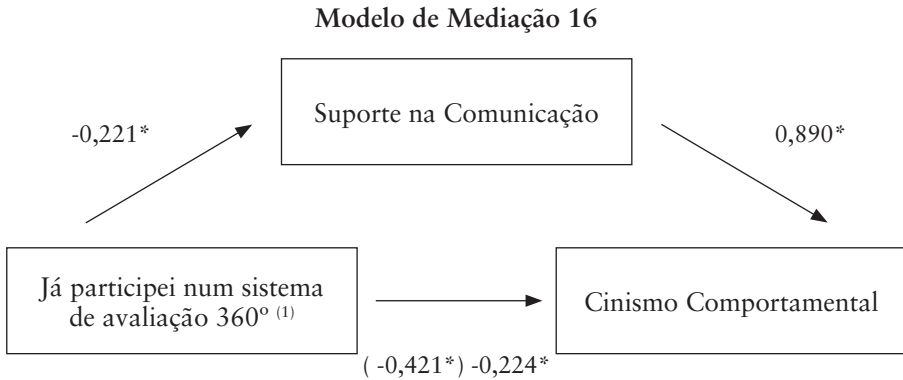 Modelo de Mediação 16
Suporte na Comunicação
-0,221*
0,890*
Já participei num sistema
de avaliação 360º (1)
Cinismo Comportamental
( -0,421*) -0,224*